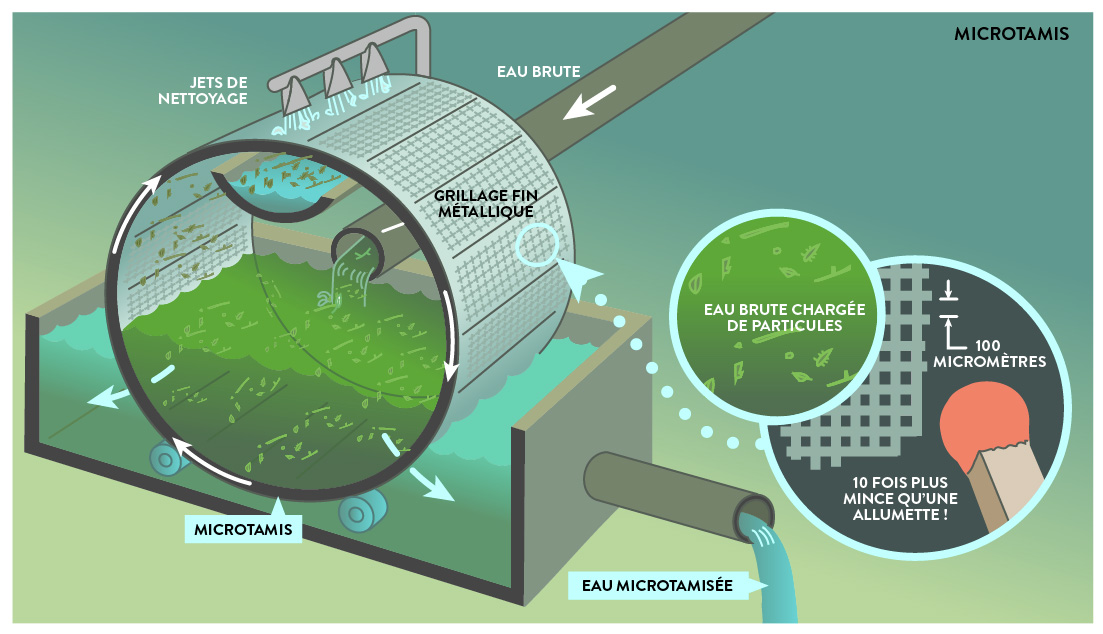 MICROTAMIS
JETS DE
NETTOYAGE
EAU BRUTE
GRILLAGE FIN
MÉTALLIQUE
EAU BRUTE CHARGÉE
DE PARTICULES
100
MICROMÈTRES
10 FOIS PLUS
MINCE QU'UNE
ALLUMETTE !
MICROTAMIS
EAU MICROTAMISÉE